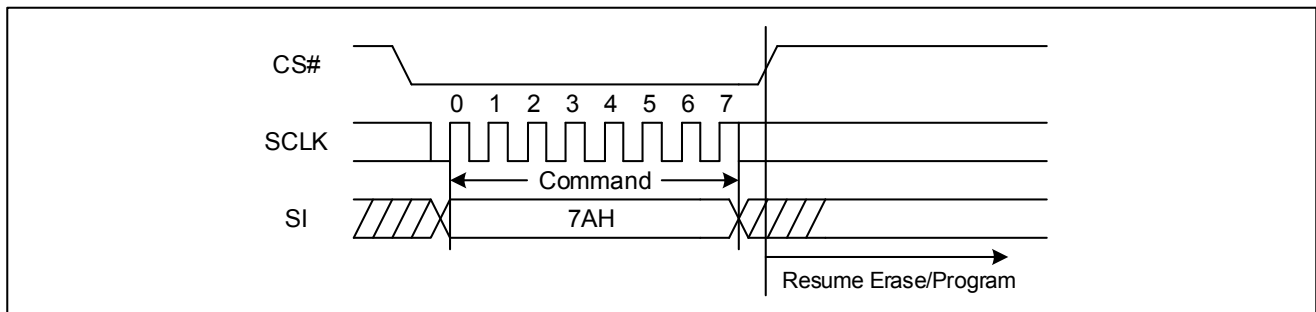 CS#
0 1 2 3 4 5 6 7
SCLK
Command
SI
7AH
Resume Erase/Program